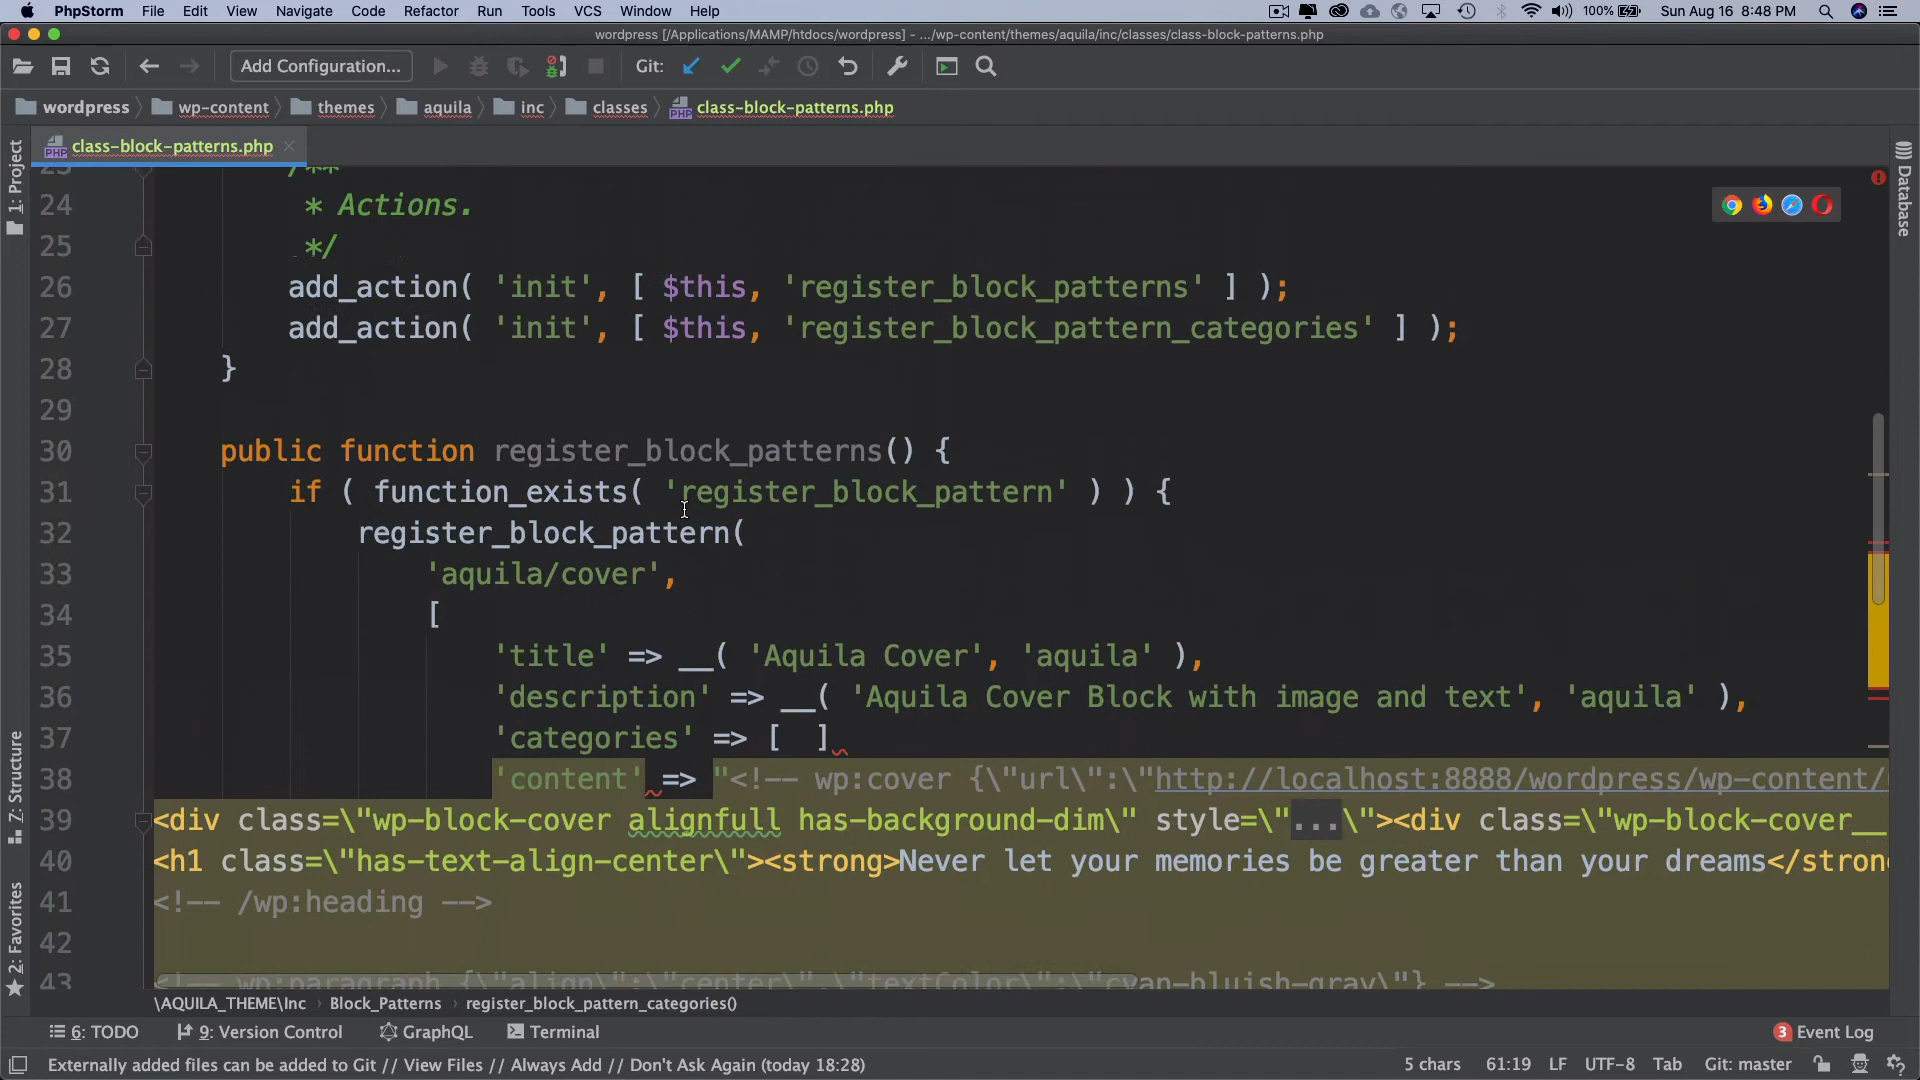 PhpStorm File Edit View Navigate Code Refactor Run Tools VCS Window Help 100% Sun Aug 16 8:48 PM
wordpress [/Applications/MAMP/htdocs/wordpress] - .../wp-content/themes/aquila/inc/classes/class-block-patterns.php
Add Configuration... Git:
wordpress wp-content themes aquila inc classes class-block-patterns.php
class-block-patterns.php
1: Project
Database
23 /**
24 * Actions.
25 */
26 add_action( 'init', [ $this, 'register_block_patterns' ] );
27 add_action( 'init', [ $this, 'register_block_pattern_categories' ] );
28 }
29
30 public function register_block_patterns() {
31 if ( function_exists( 'register_block_pattern' ) ) {
32 register_block_pattern(
33 'aquila/cover',
34 [
35 'title' => __( 'Aquila Cover', 'aquila' ),
36 'description' => __( 'Aquila Cover Block with image and text', 'aquila' ),
37 'categories' => [  ]
38 'content' => "<!-- wp:cover {\"url\":\"http://localhost:8888/wordpress/wp-content/
39 <div class=\"wp-block-cover alignfull has-background-dim\" style=\"...\"><div class=\"wp-block-cover__
40 <h1 class=\"has-text-align-center\"><strong>Never let your memories be greater than your dreams</stron
41 <!-- /wp:heading -->
42
43 <!-- wp:paragraph {\"align\":\"center\",\"textColor\":\"cyan-bluish-gray\"} -->
Z: Structure
2: Favorites
\AQUILA_THEME\Inc › Block_Patterns › register_block_pattern_categories()
6: TODO 9: Version Control GraphQL Terminal 3 Event Log
Externally added files can be added to Git // View Files // Always Add // Don't Ask Again (today 18:28) 5 chars 61:19 LF UTF-8 Tab Git: master